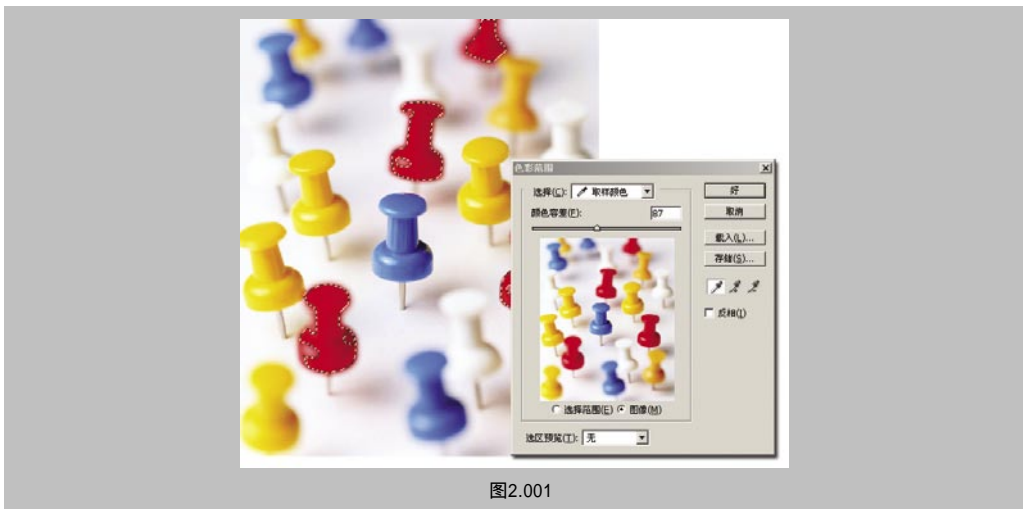 色彩范围
选择(C): 取样颜色
好
颜色容差(F): 87
取消
载入(L)...
存储(S)...
反相(I)
选择范围(E) 图像(M)
选区预览(T): 无
图2.001